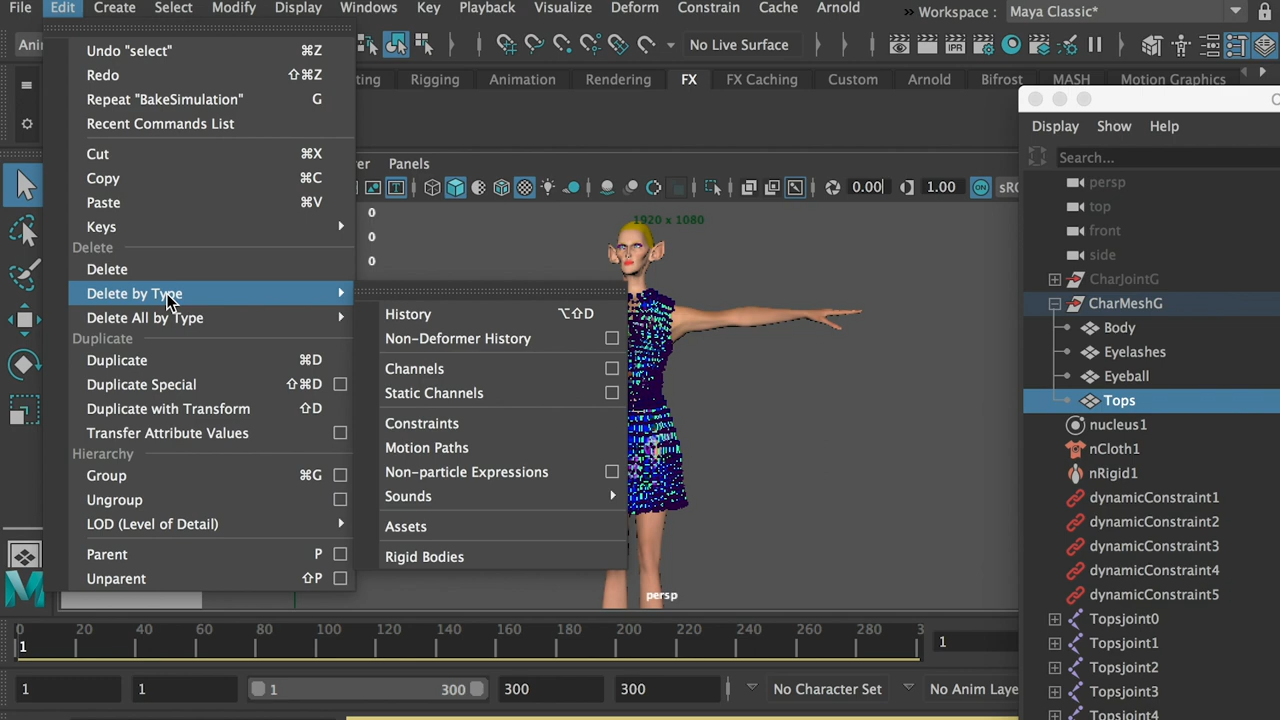 File Edit Create Select Modify Display Windows Key Playback Visualize Deform Constrain Cache Arnold » Workspace : Maya Classic*
No Live Surface
Rigging Animation Rendering FX FX Caching Custom Arnold Bifrost MASH Motion Graphics
Undo "select" ⌘Z
Redo ⇧⌘Z
Repeat "BakeSimulation" G
Recent Commands List
Cut ⌘X
Copy ⌘C
Paste ⌘V
Keys
Delete
Delete
Delete by Type
Delete All by Type
Duplicate
Duplicate ⌘D
Duplicate Special ⇧⌘D
Duplicate with Transform ⇧D
Transfer Attribute Values
Hierarchy
Group ⌘G
Ungroup
LOD (Level of Detail)
Parent P
Unparent ⇧P
Panels
IPR
0.00 1.00 ON
0
0
0
1920 x 1080
History ⌥⇧D
Non-Deformer History
Channels
Static Channels
Constraints
Motion Paths
Non-particle Expressions
Sounds
Assets
Rigid Bodies
persp
Display Show Help
Search...
persp
top
front
side
CharJointG
CharMeshG
Body
Eyelashes
Eyeball
Tops
nucleus1
nCloth1
nRigid1
dynamicConstraint1
dynamicConstraint2
dynamicConstraint3
dynamicConstraint4
dynamicConstraint5
Topsjoint0
Topsjoint1
Topsjoint2
Topsjoint3
Topsjoint4
0 20 40 60 80 100 120 140 160 180 200 220 240 260 280 3
1 1
1 1 1 300 300 300 No Character Set No Anim Laye